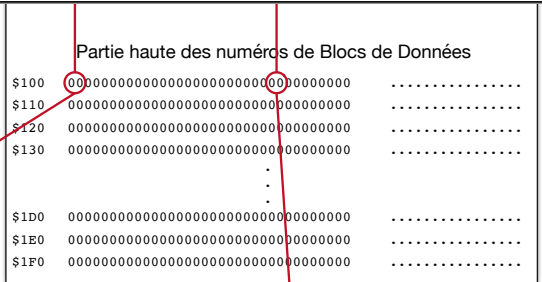 Partie haute des numéros de Blocs de Données
$100 00000000000000000000000000000000 ................
$110 00000000000000000000000000000000 ................
$120 00000000000000000000000000000000 ................
$130 00000000000000000000000000000000 ................
.
.
.
$1D0 00000000000000000000000000000000 ................
$1E0 00000000000000000000000000000000 ................
$1F0 00000000000000000000000000000000 ................